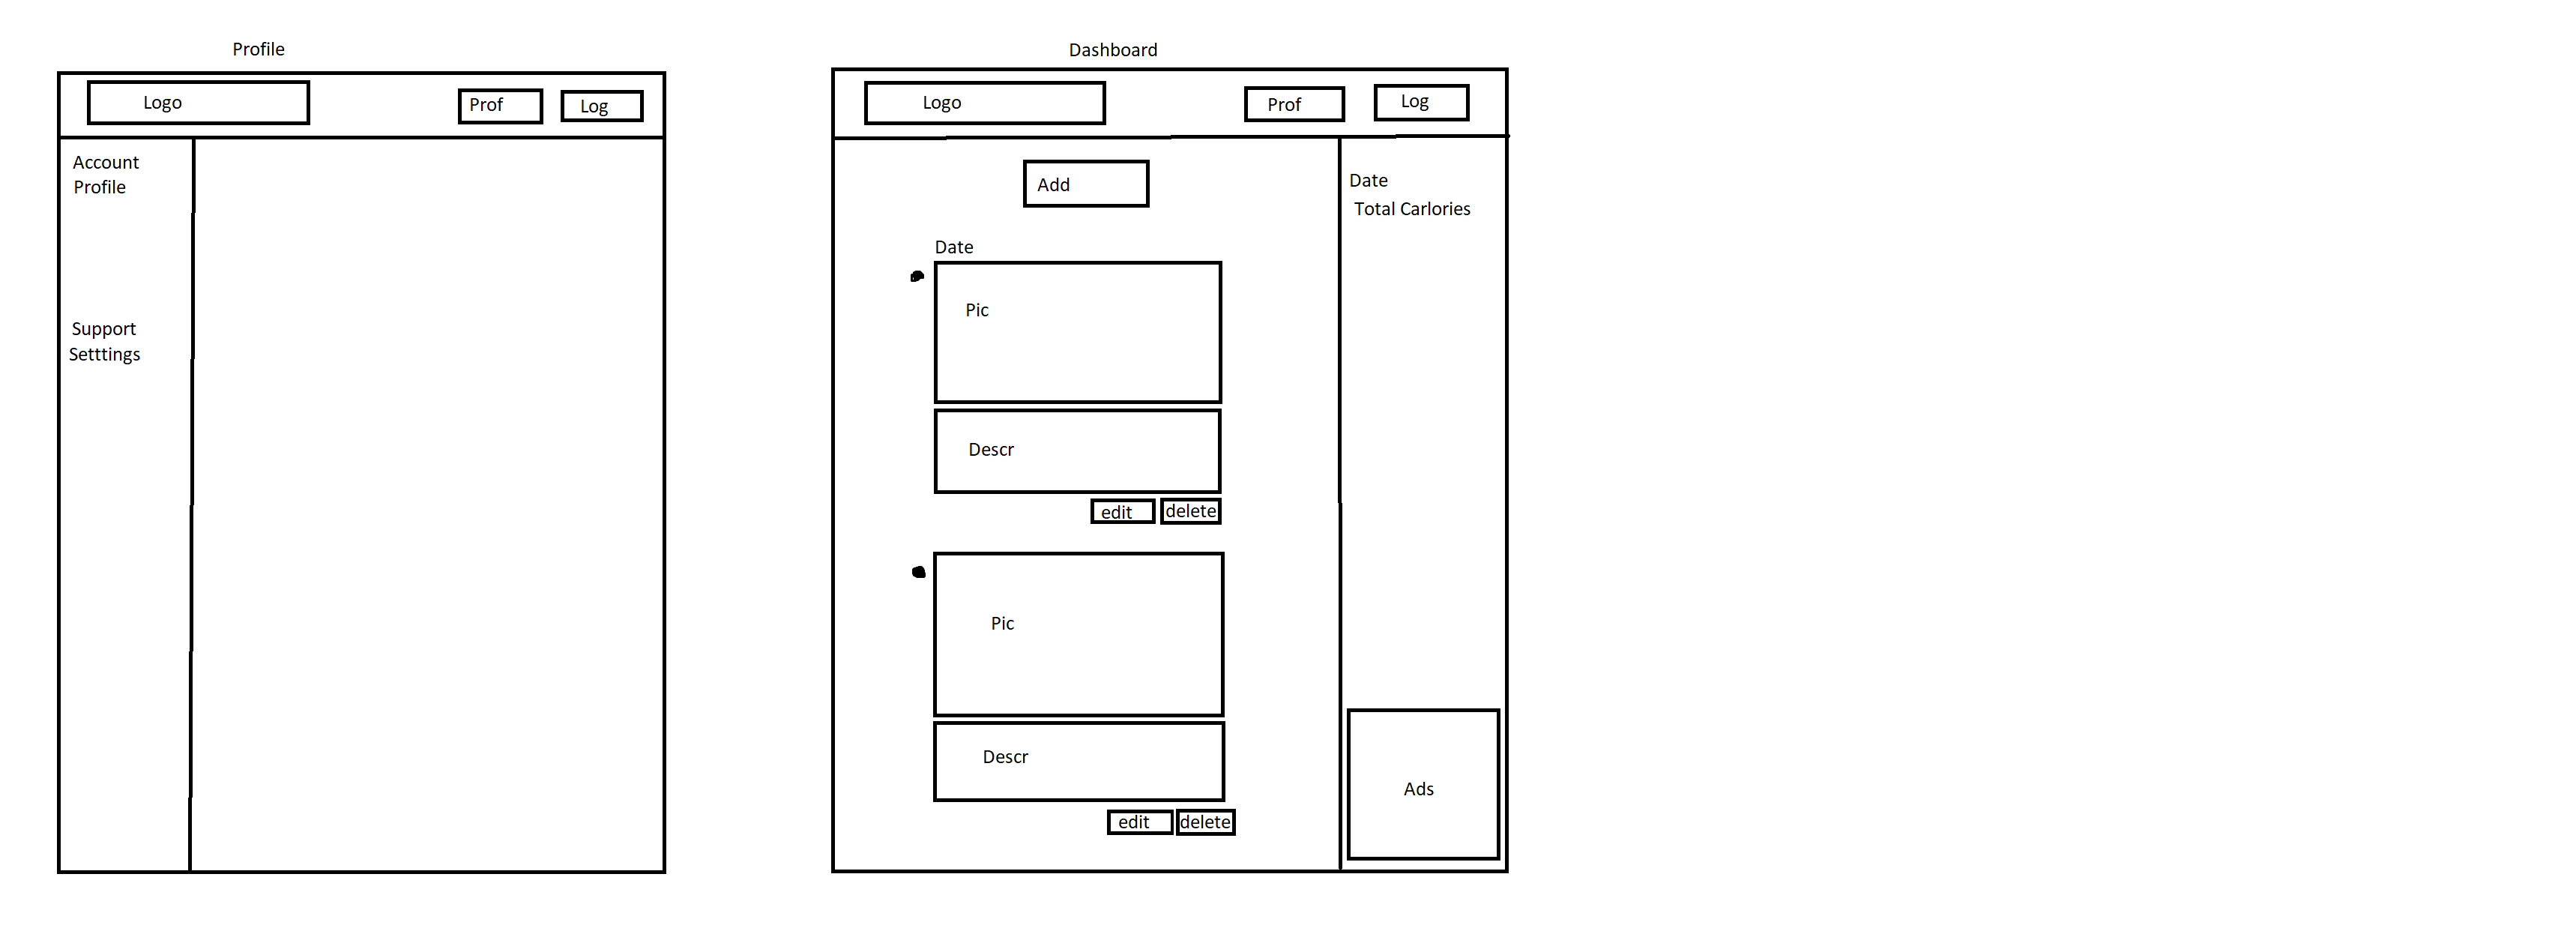 Profile
Logo
Prof
Log
Account
Profile
Support
Setttings
Dashboard
Logo
Prof
Log
Add
Date
Pic
Descr
edit
delete
Pic
Descr
edit
delete
Date
Total Carlories
Ads